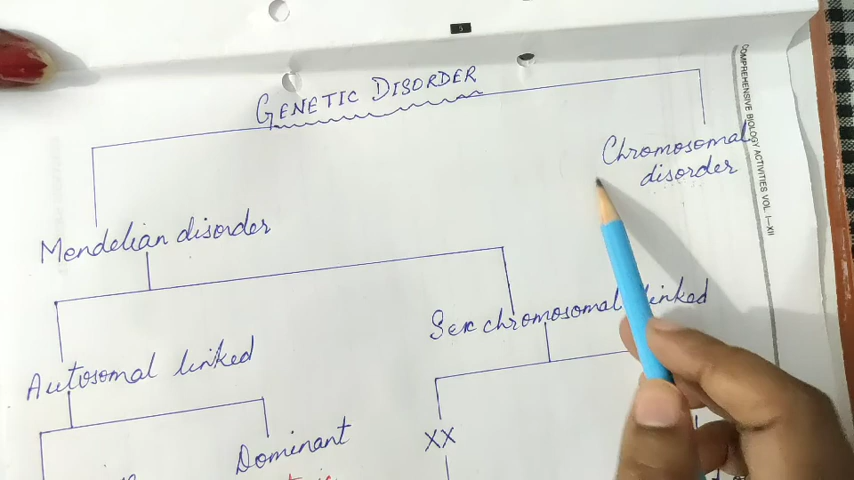 GENETIC DISORDER
Chromosomal
disorder
Mendelian disorder
Sex chromosomal linked
Autosomal linked
Dominant
XX
COMPREHENSIVE BIOLOGY ACTIVITIES VOL. I—XII